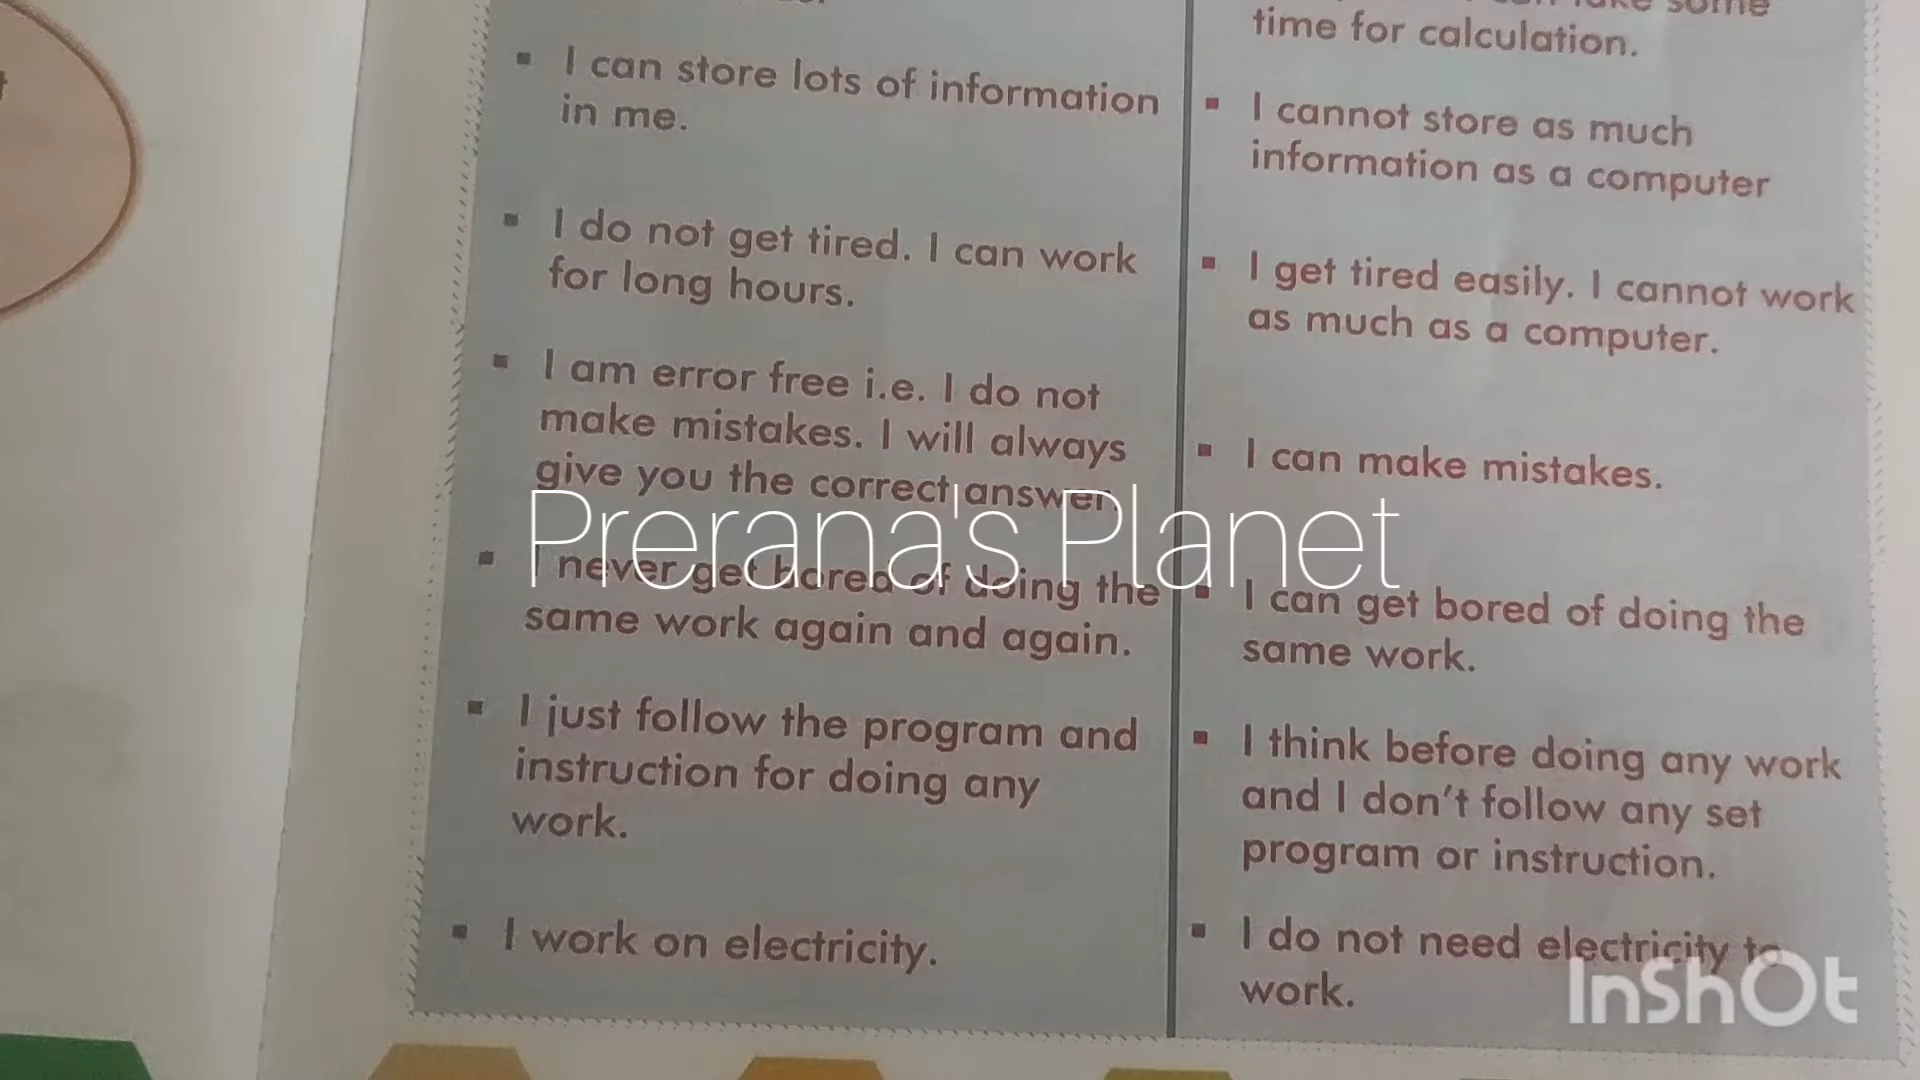 I can store lots of information
in me.
I do not get tired. I can work
for long hours.
I am error free i.e. I do not
make mistakes. I will always
give you the correct answer.
I never get bored of doing the
same work again and again.
I just follow the program and
instruction for doing any
work.
I work on electricity.
some
time for calculation.
I cannot store as much
information as a computer
I get tired easily. I cannot work
as much as a computer.
I can make mistakes.
I can get bored of doing the
same work.
I think before doing any work
and I don't follow any set
program or instruction.
I do not need electricity to
work.
Prerana's Planet
InShOt